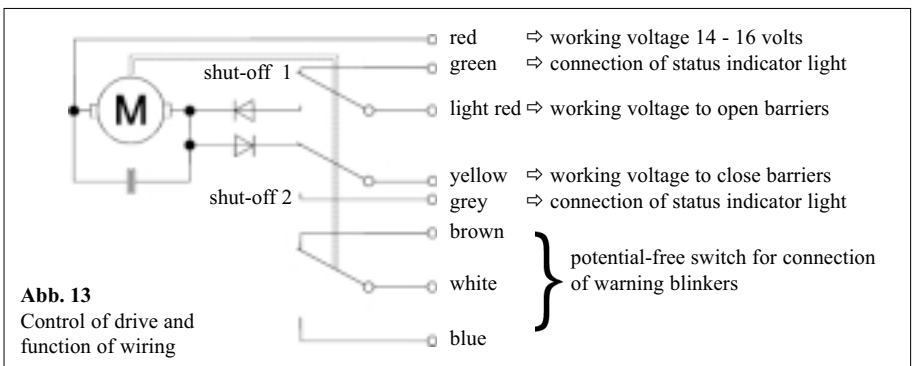 red ⇨ working voltage 14 - 16 volts
shut-off 1
green ⇨ connection of status indicator light
M
light red ⇨ working voltage to open barriers
yellow ⇨ working voltage to close barriers
shut-off 2
grey ⇨ connection of status indicator light
brown
potential-free switch for connection
of warning blinkers
white
blue
Abb. 13
Control of drive and
function of wiring